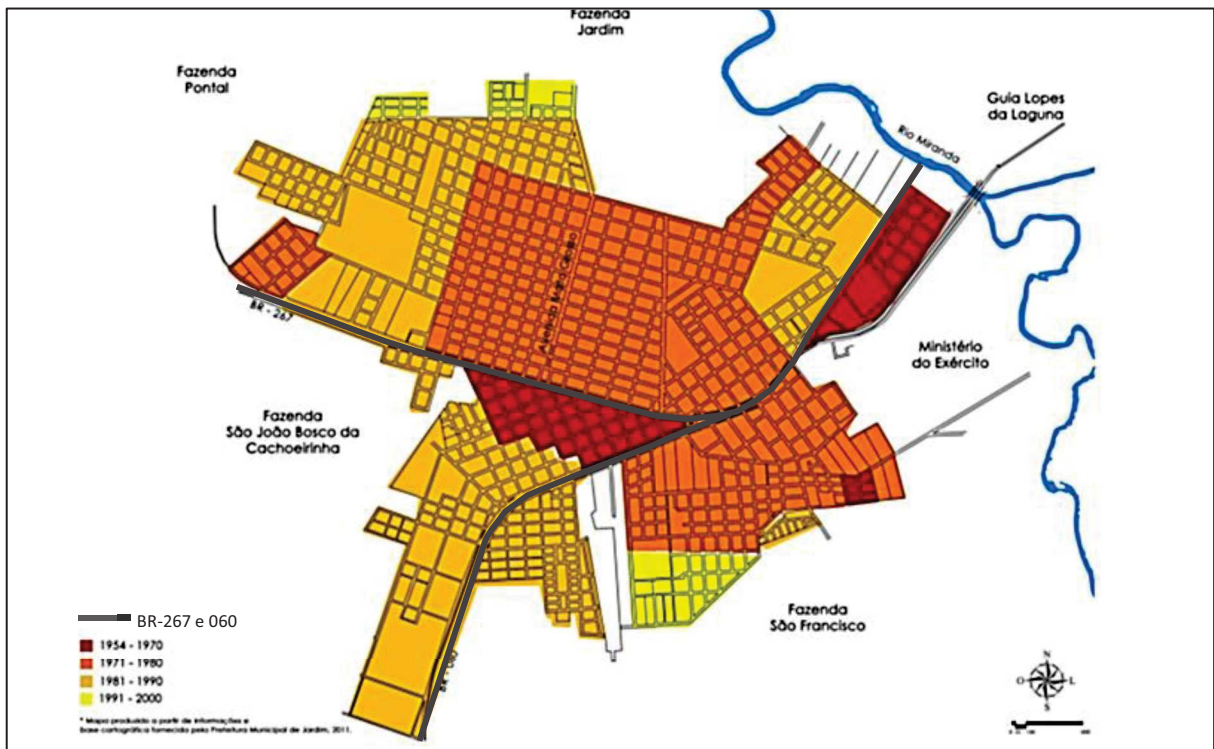 Fazenda
Jardim
Fazenda
Pontal
Guia Lopes
da Laguna
Rio Miranda
BR - 267
Ministério
do Exército
Fazenda
São João Bosco da
Cachoeirinha
Fazenda
São Francisco
BR-267 e 060
1954 - 1970
1971 - 1980
1981 - 1990
1991 - 2000
* Mapa produzido a partir de informações e
base cartográfica fornecida pela Prefeitura Municipal de Jardim, 2011.
N
O
L
S